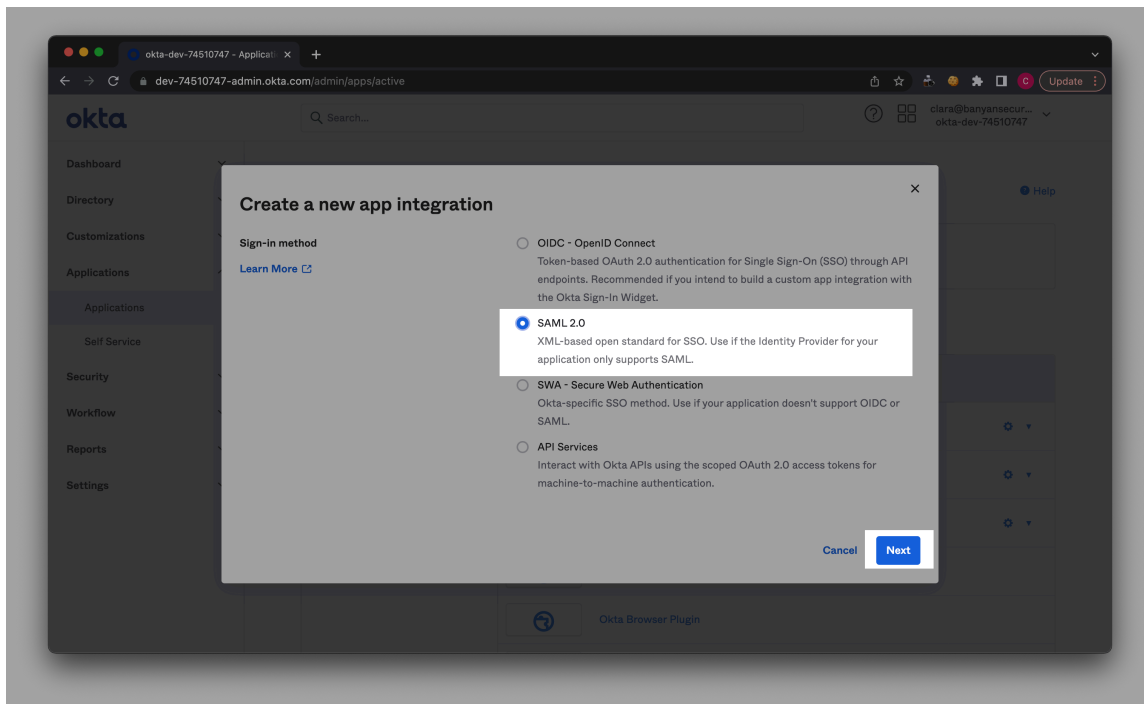 okta-dev-74510747 - Applicati
dev-74510747-admin.okta.com/admin/apps/active
C
Update
okta
Search...
clara@banyansecur...
okta-dev-74510747
Dashboard
Directory
Customizations
Applications
Applications
Self Service
Security
Workflow
Reports
Settings
Help
Create a new app integration
Sign-in method
Learn More
OIDC - OpenID Connect
Token-based OAuth 2.0 authentication for Single Sign-On (SSO) through API
endpoints. Recommended if you intend to build a custom app integration with
the Okta Sign-In Widget.
SAML 2.0
XML-based open standard for SSO. Use if the Identity Provider for your
application only supports SAML.
SWA - Secure Web Authentication
Okta-specific SSO method. Use if your application doesn't support OIDC or
SAML.
API Services
Interact with Okta APIs using the scoped OAuth 2.0 access tokens for
machine-to-machine authentication.
Cancel
Next
Okta Browser Plugin